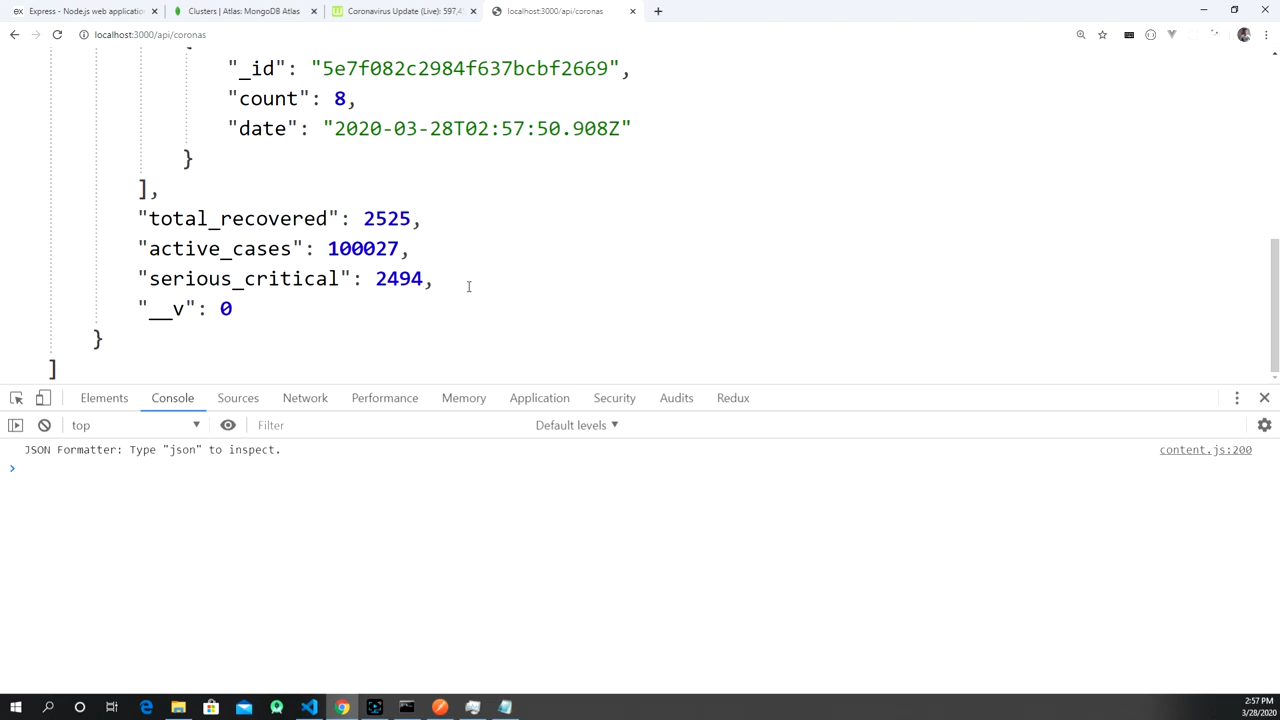 Express - Node.js web applicatio
Clusters | Atlas: MongoDB Atlas
Coronavirus Update (Live): 597,4
localhost:3000/api/coronas
localhost:3000/api/coronas
"_id": "5e7f082c2984f637bcbf2669",
"count": 8,
"date": "2020-03-28T02:57:50.908Z"
}
],
"total_recovered": 2525,
"active_cases": 100027,
"serious_critical": 2494,
"__v": 0
}
]
Elements Console Sources Network Performance Memory Application Security Audits Redux
top Filter Default levels
JSON Formatter: Type "json" to inspect. content.js:200
2:57 PM
3/28/2020